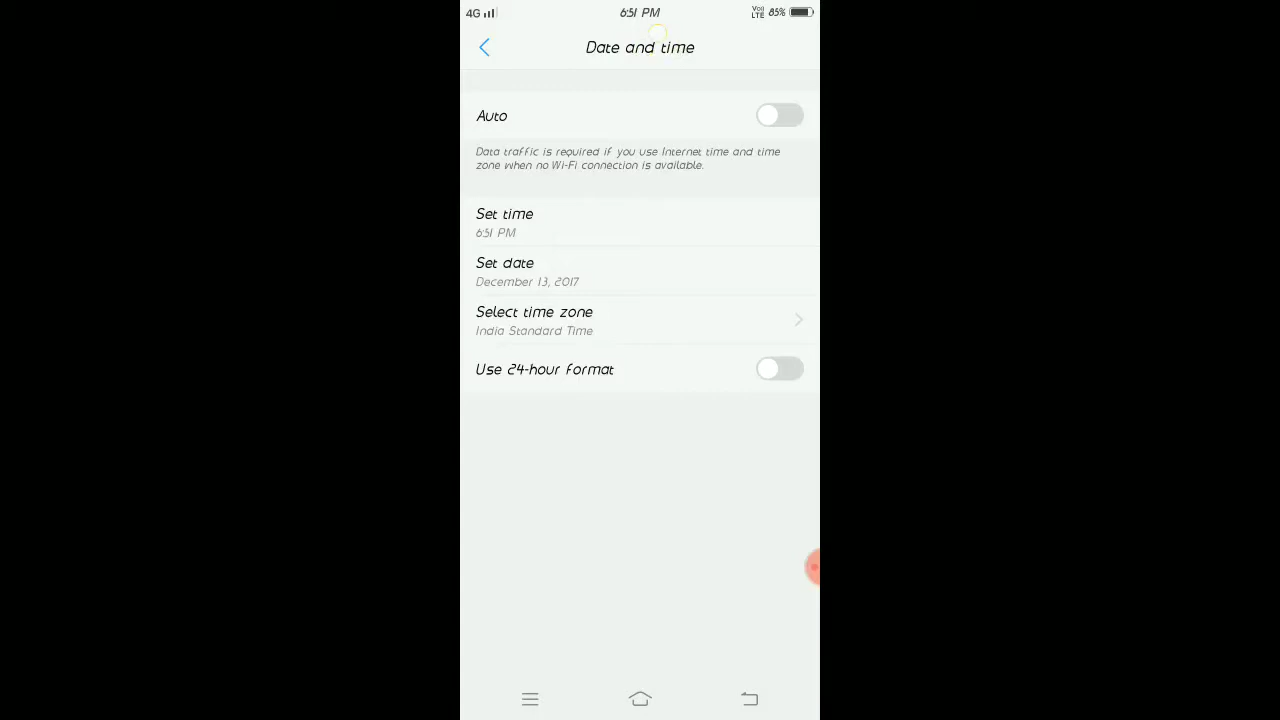 4G
6:51 PM
VoLTE 85%
Date and time
Auto
Data traffic is required if you use Internet time and time
zone when no Wi-Fi connection is available.
Set time
6:51 PM
Set date
December 13, 2017
Select time zone
India Standard Time
Use 24-hour format